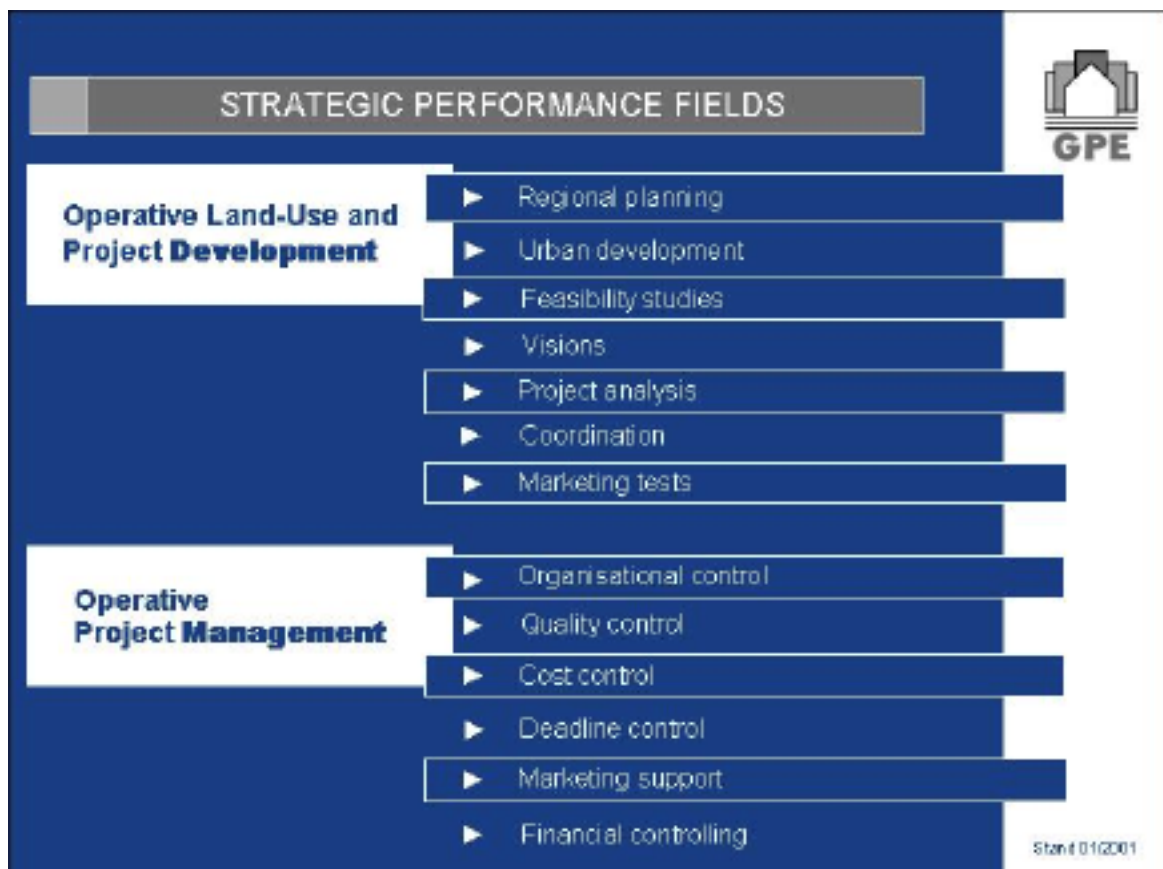 STRATEGIC PERFORMANCE FIELDS
GPE
Operative Land-Use and
Project Development
Regional planning
Urban development
Feasibility studies
Visions
Project analysis
Coordination
Marketing tests
Operative
Project Management
Organisational control
Quality control
Cost control
Deadline control
Marketing support
Financial controlling
Stand 01/2001